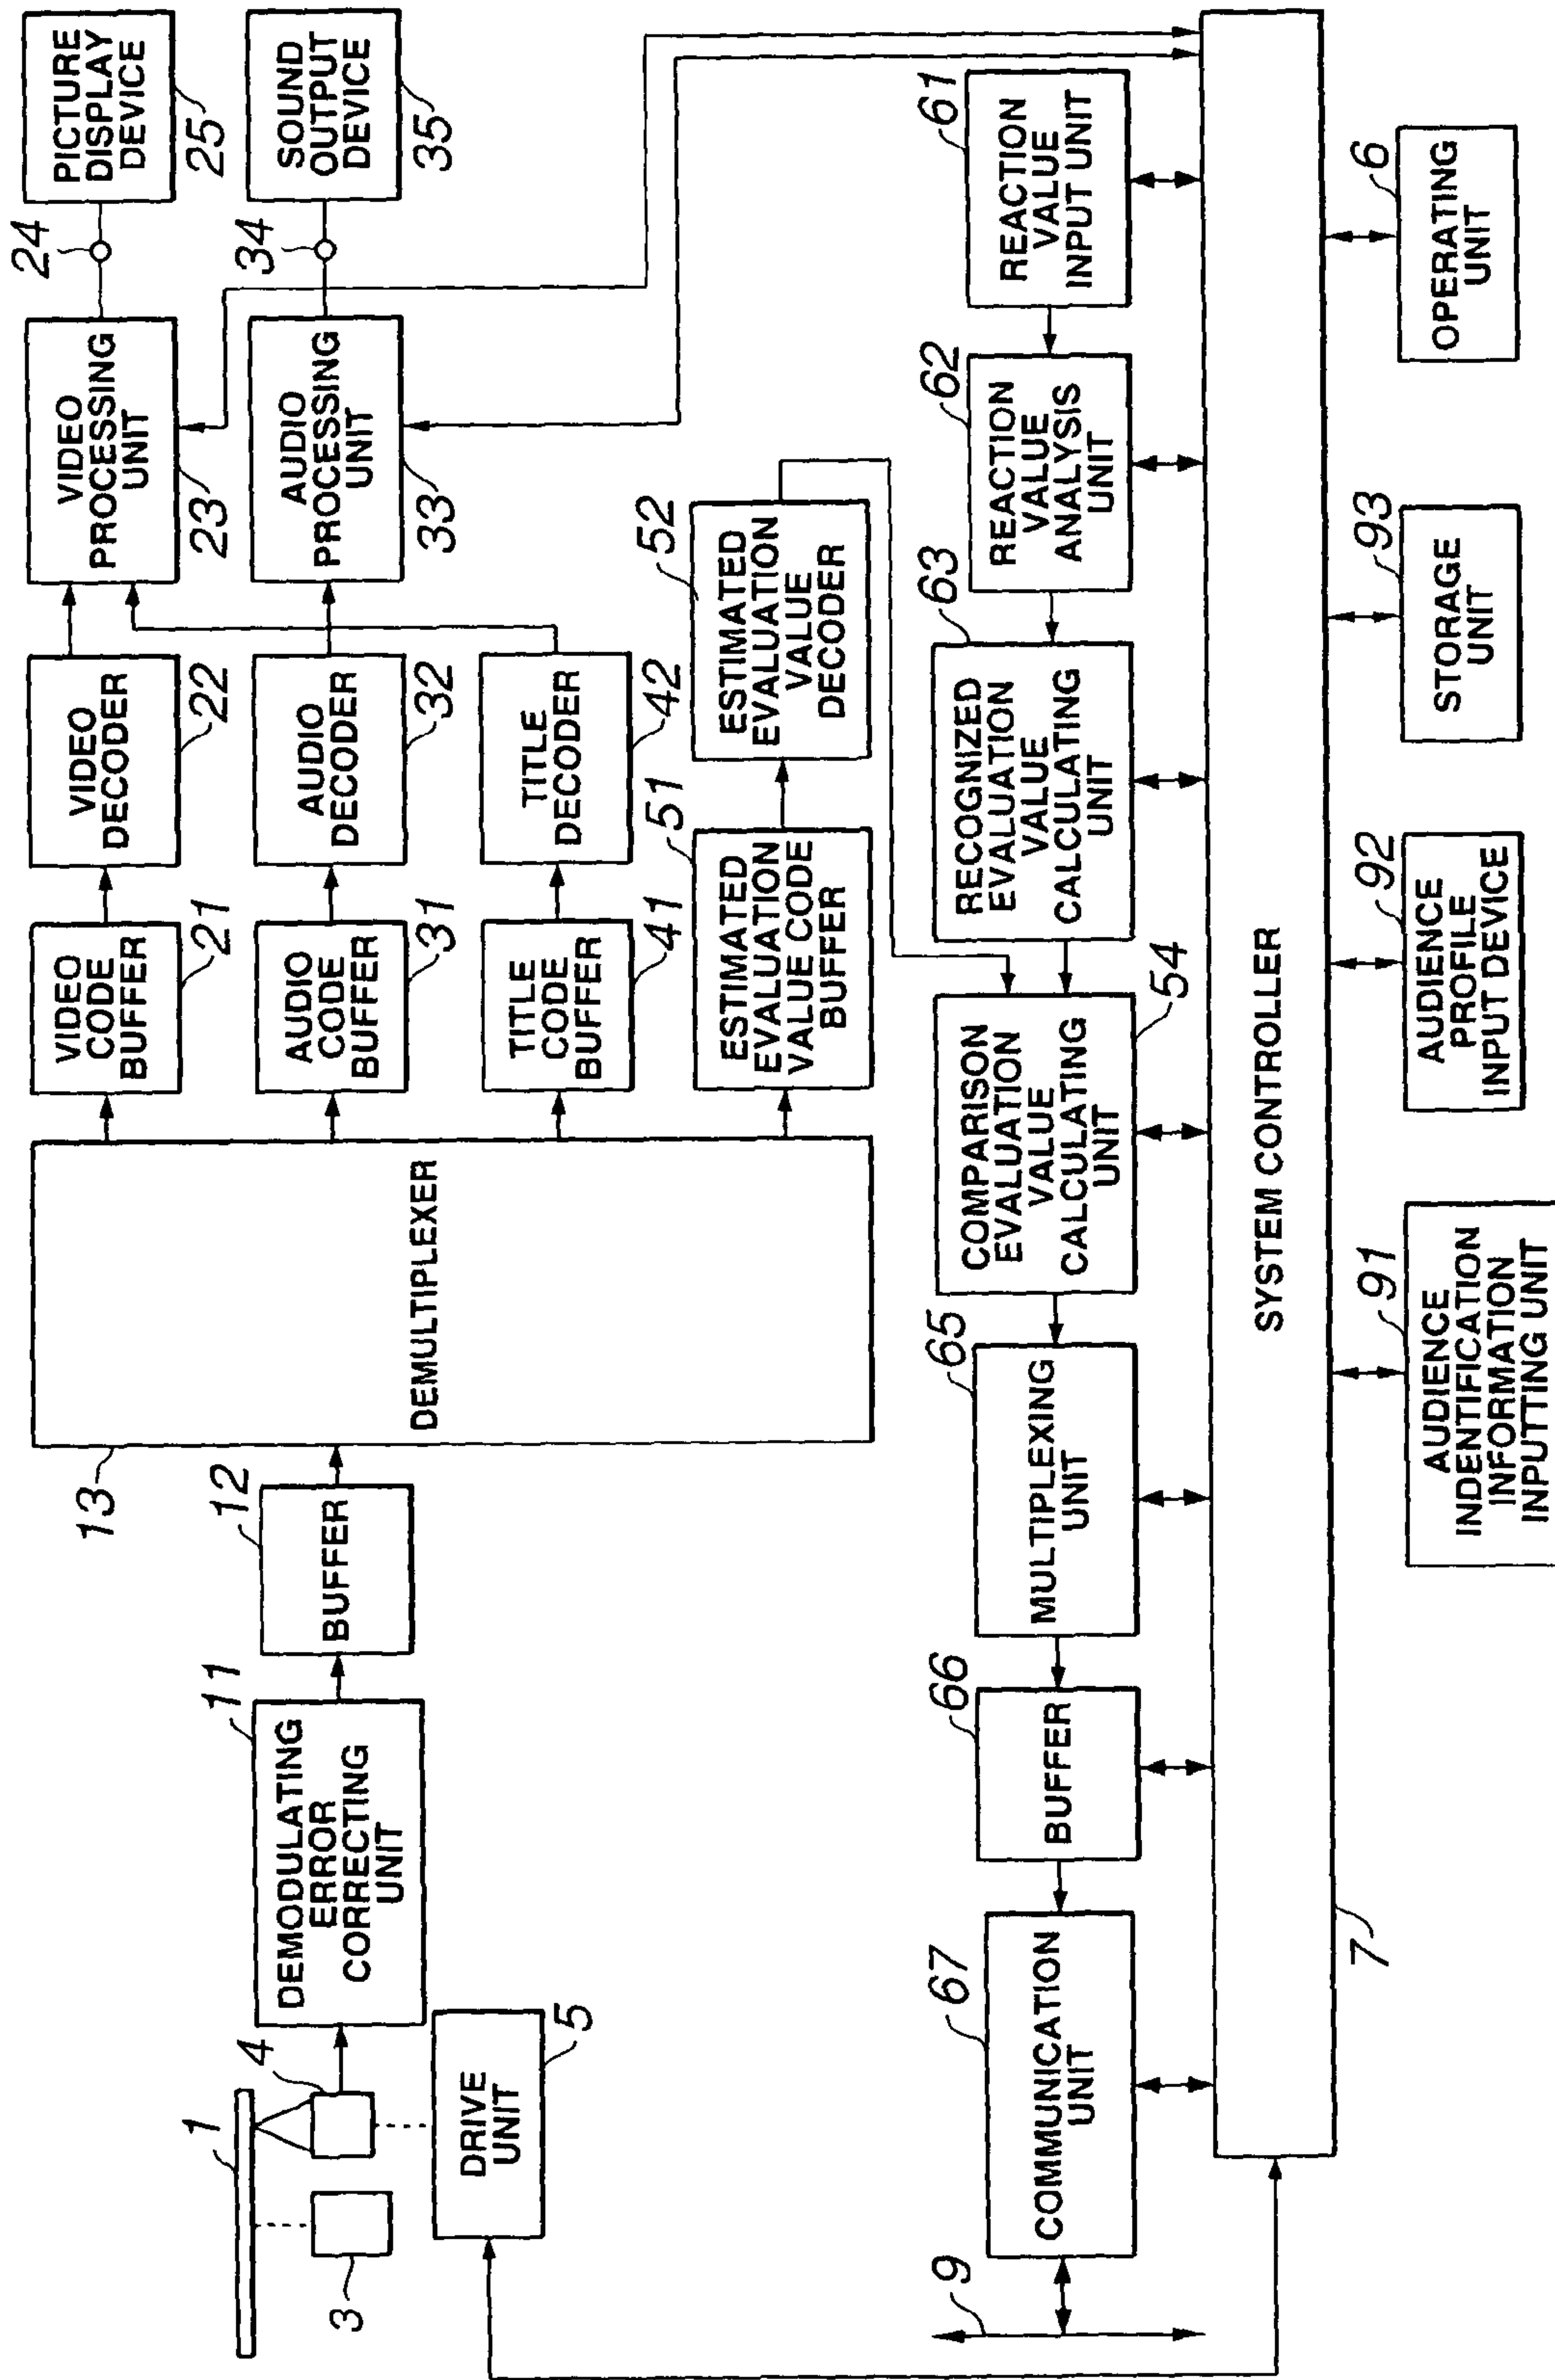 1
3
4
DRIVE
UNIT
5
DEMODULATING
ERROR
CORRECTING
UNIT
11
BUFFER
12
DEMULTIPLEXER
13
VIDEO
CODE
BUFFER
21
VIDEO
DECODER
22
VIDEO
PROCESSING
UNIT
23
24
PICTURE
DISPLAY
DEVICE
25
AUDIO
CODE
BUFFER
31
AUDIO
DECODER
32
AUDIO
PROCESSING
UNIT
33
34
SOUND
OUTPUT
DEVICE
35
TITLE
CODE
BUFFER
41
TITLE
DECODER
42
ESTIMATED
EVALUATION
VALUE CODE
BUFFER
51
ESTIMATED
EVALUATION
VALUE
DECODER
52
9
COMMUNICATION
UNIT
67
BUFFER
66
MULTIPLEXING
UNIT
65
COMPARISON
EVALUATION
VALUE
CALCULATING
UNIT
54
RECOGNIZED
EVALUATION
VALUE
CALCULATING
UNIT
63
REACTION
VALUE
ANALYSIS
UNIT
62
REACTION
VALUE
INPUT UNIT
61
SYSTEM CONTROLLER
7
AUDIENCE
INDENTIFICATION
INFORMATION
INPUTTING UNIT
91
AUDIENCE
PROFILE
INPUT DEVICE
92
STORAGE
UNIT
93
OPERATING
UNIT
6